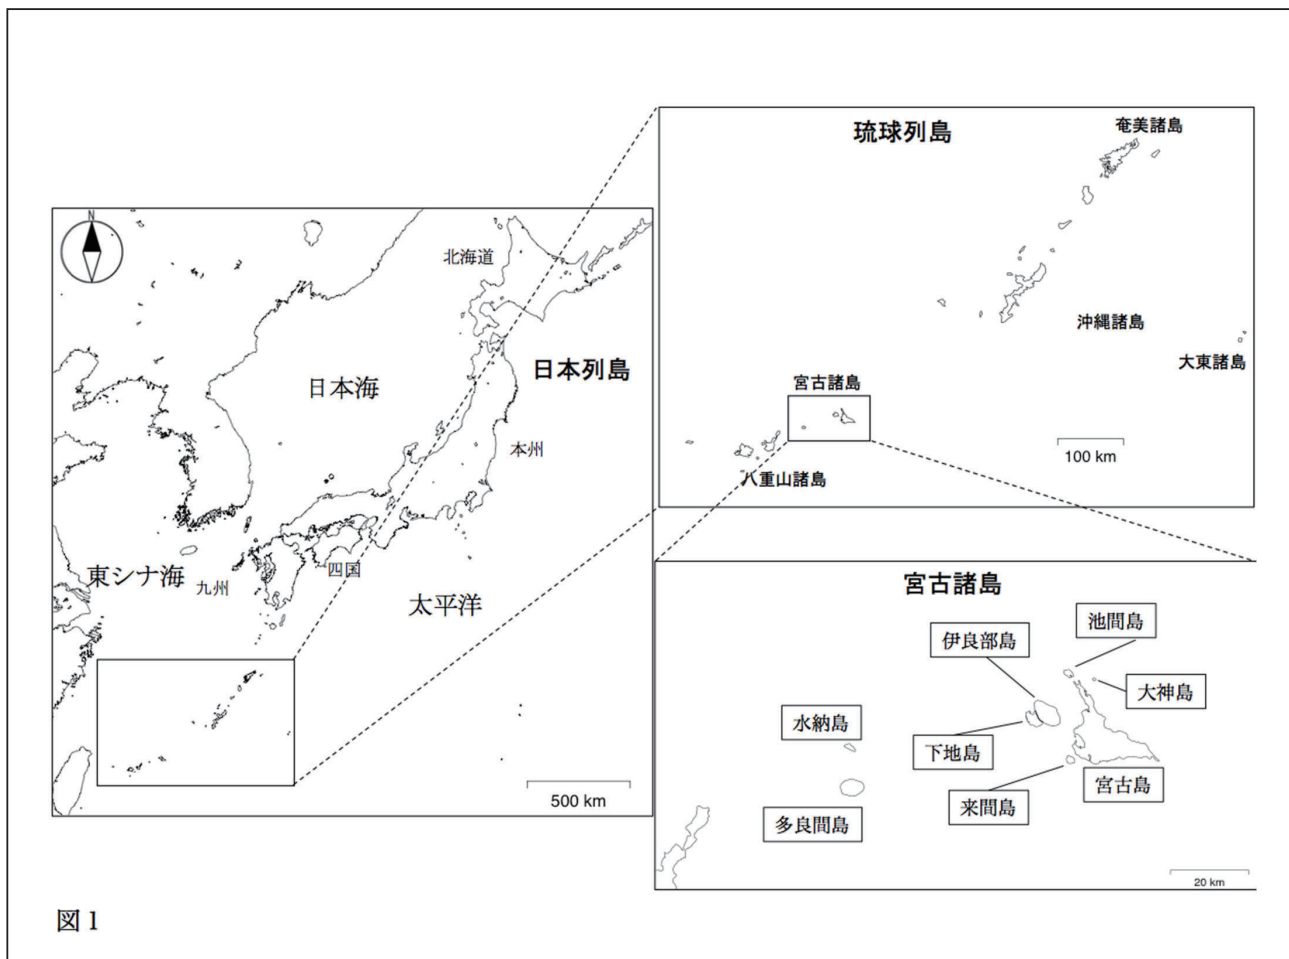 N
北海道
日本列島
日本海
本州
東シナ海
九州
四国
太平洋
500 km
琉球列島
奄美諸島
沖縄諸島
大東諸島
宮古諸島
100 km
八重山諸島
宮古諸島
池間島
伊良部島
大神島
水納島
下地島
宮古島
来間島
多良間島
20 km
図1